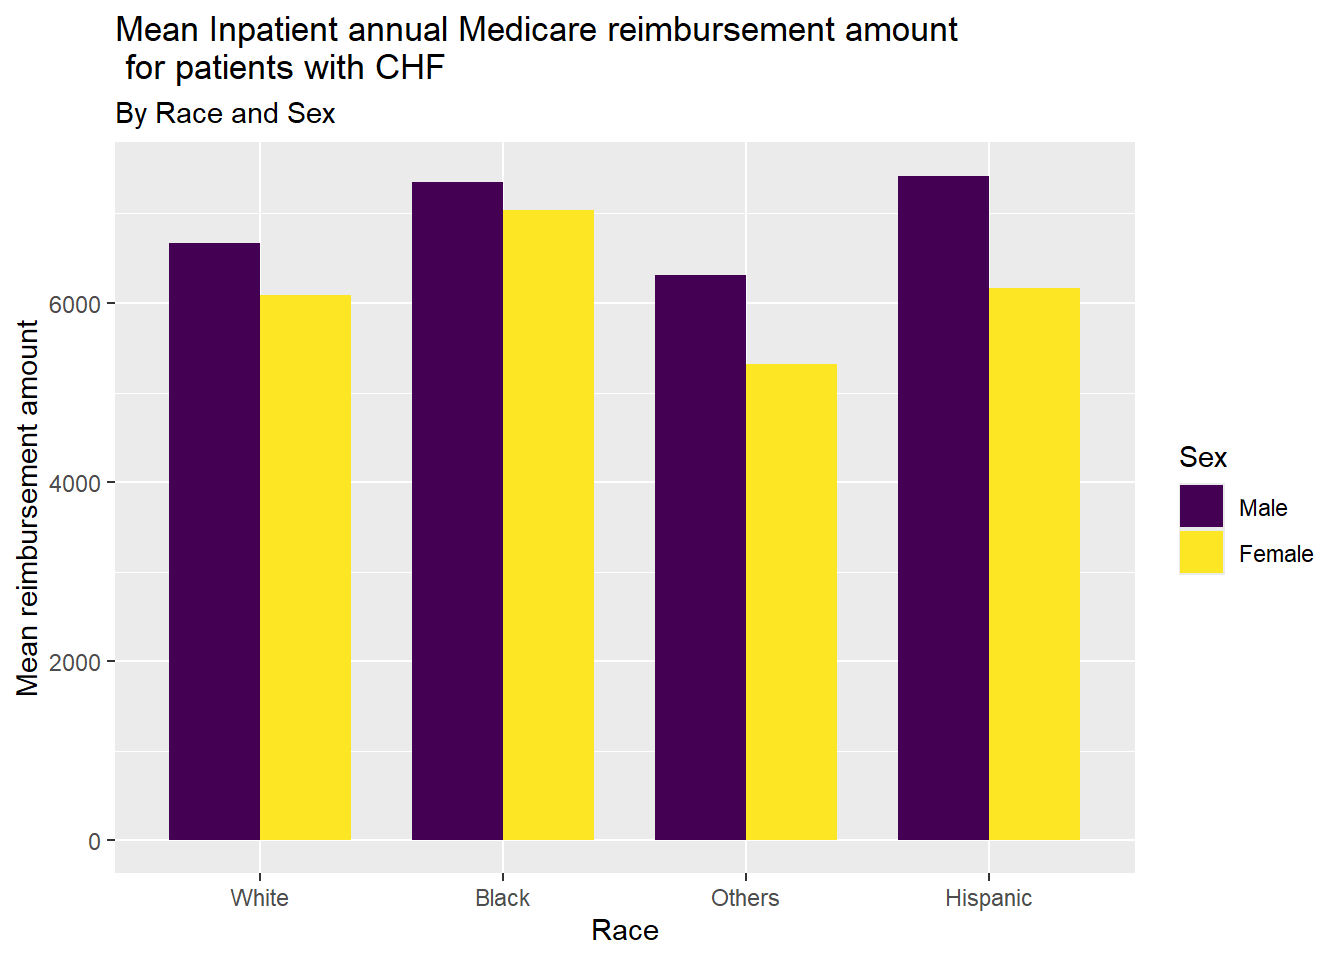 Mean Inpatient annual Medicare reimbursement amount
for patients with CHF
By Race and Sex
Mean reimbursement amount
6000
4000
2000
0
White Black Others Hispanic
Race
Sex
Male
Female